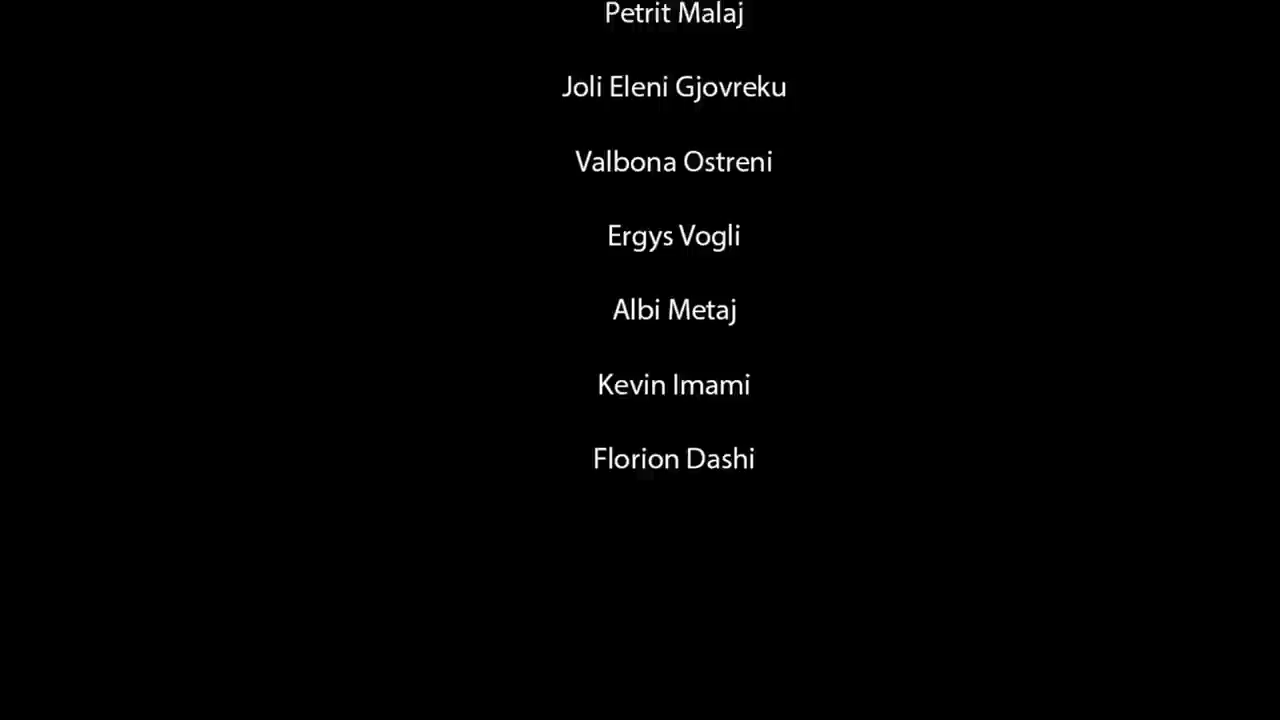 Petrit Malaj
Joli Eleni Gjovreku
Valbona Ostreni
Ergys Vogli
Albi Metaj
Kevin Imami
Florion Dashi